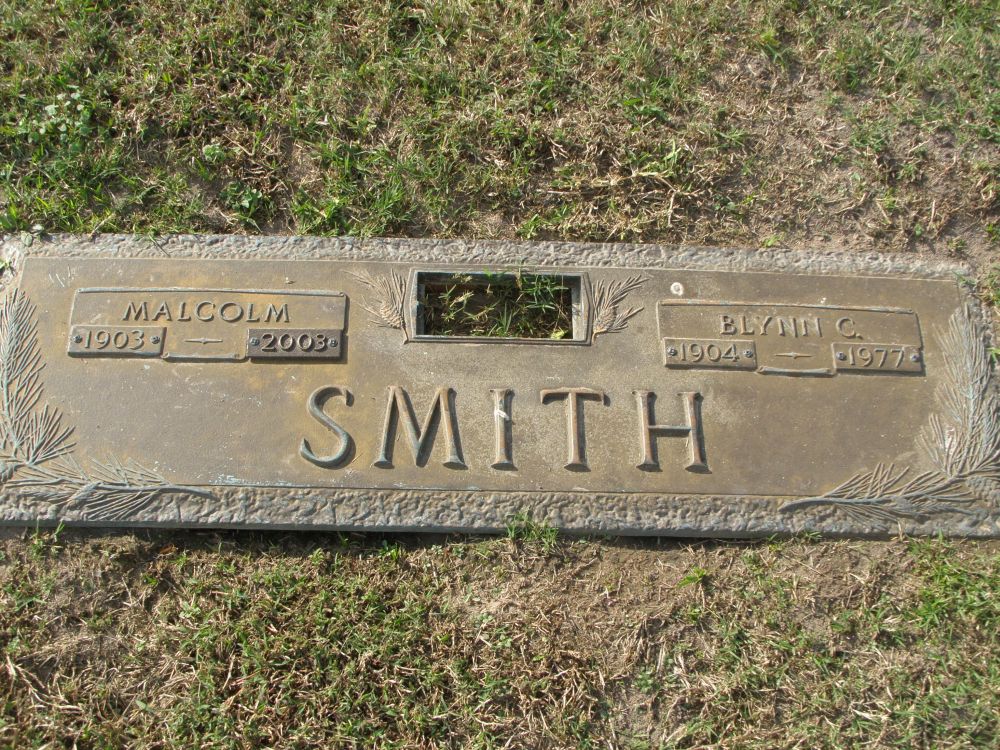 MALCOLM
1903 — 2003
BLYNN C.
1904 — 1977
SMITH